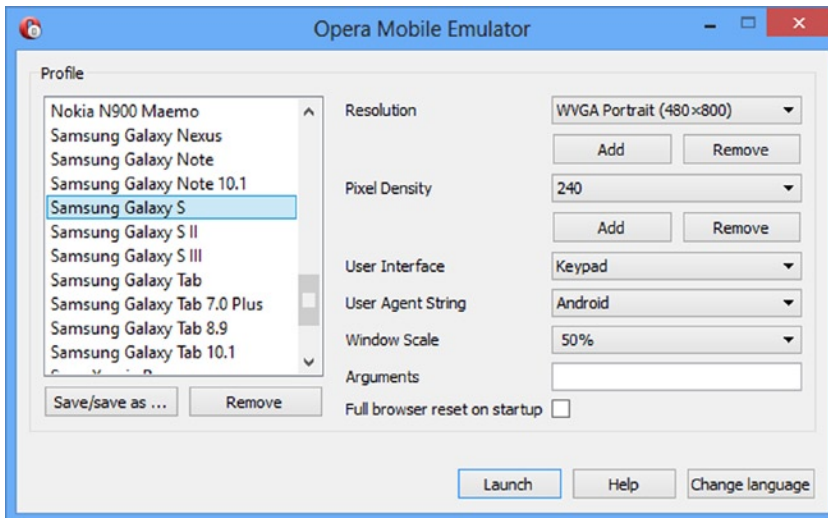 Opera Mobile Emulator
Profile
Nokia N900 Maemo
Samsung Galaxy Nexus
Samsung Galaxy Note
Samsung Galaxy Note 10.1
Samsung Galaxy S
Samsung Galaxy S II
Samsung Galaxy S III
Samsung Galaxy Tab
Samsung Galaxy Tab 7.0 Plus
Samsung Galaxy Tab 8.9
Samsung Galaxy Tab 10.1
Save/save as ... Remove
Resolution WVGA Portrait (480×800)
Add Remove
Pixel Density 240
Add Remove
User Interface Keypad
User Agent String Android
Window Scale 50%
Arguments
Full browser reset on startup
Launch Help Change language